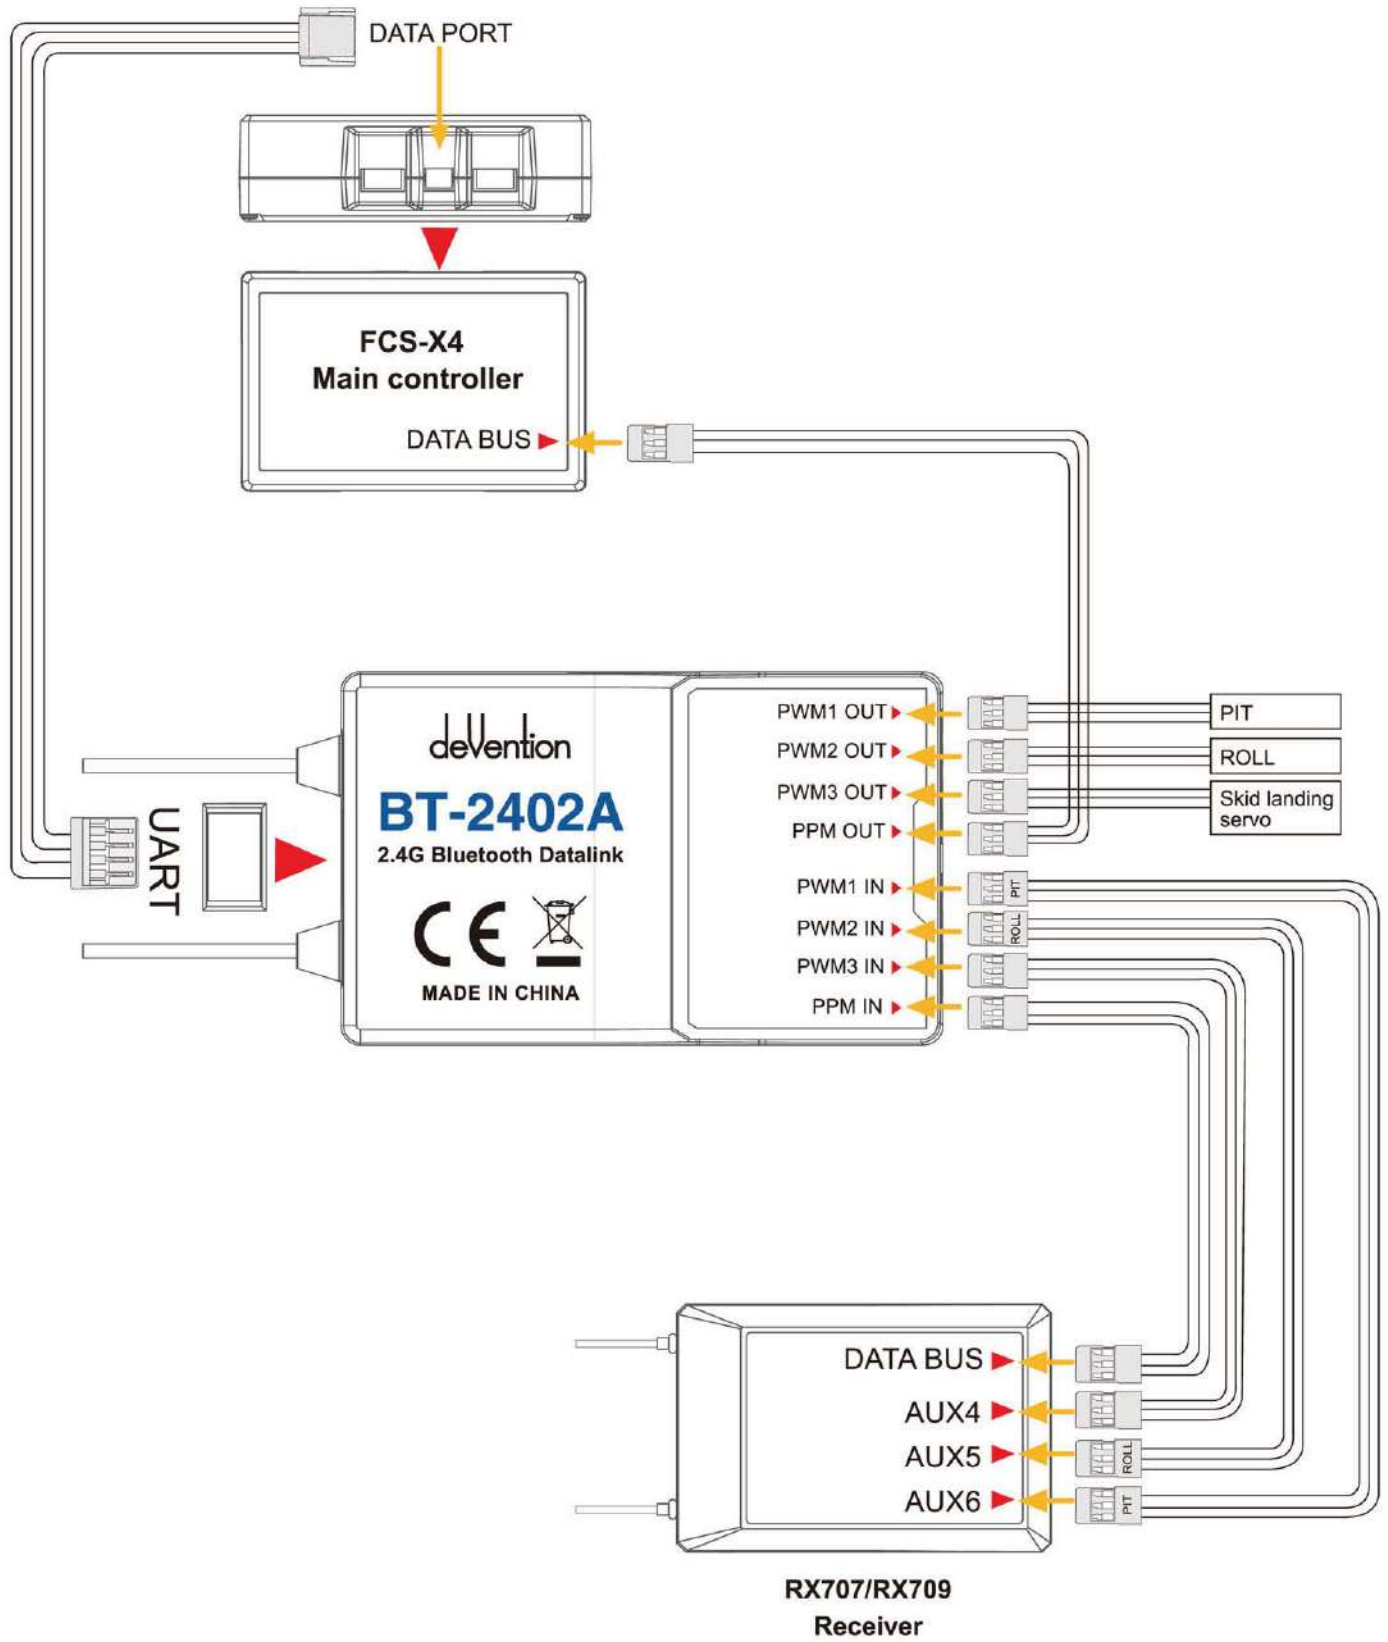 DATA PORT
FCS-X4
Main controller
DATA BUS
deVention
BT-2402A
2.4G Bluetooth Datalink
CE
MADE IN CHINA
UART
PWM1 OUT
PWM2 OUT
PWM3 OUT
PPM OUT
PWM1 IN
PWM2 IN
PWM3 IN
PPM IN
PIT
ROLL
Skid landing
servo
PIT
ROLL
DATA BUS
AUX4
AUX5
AUX6
ROLL
PIT
RX707/RX709
Receiver